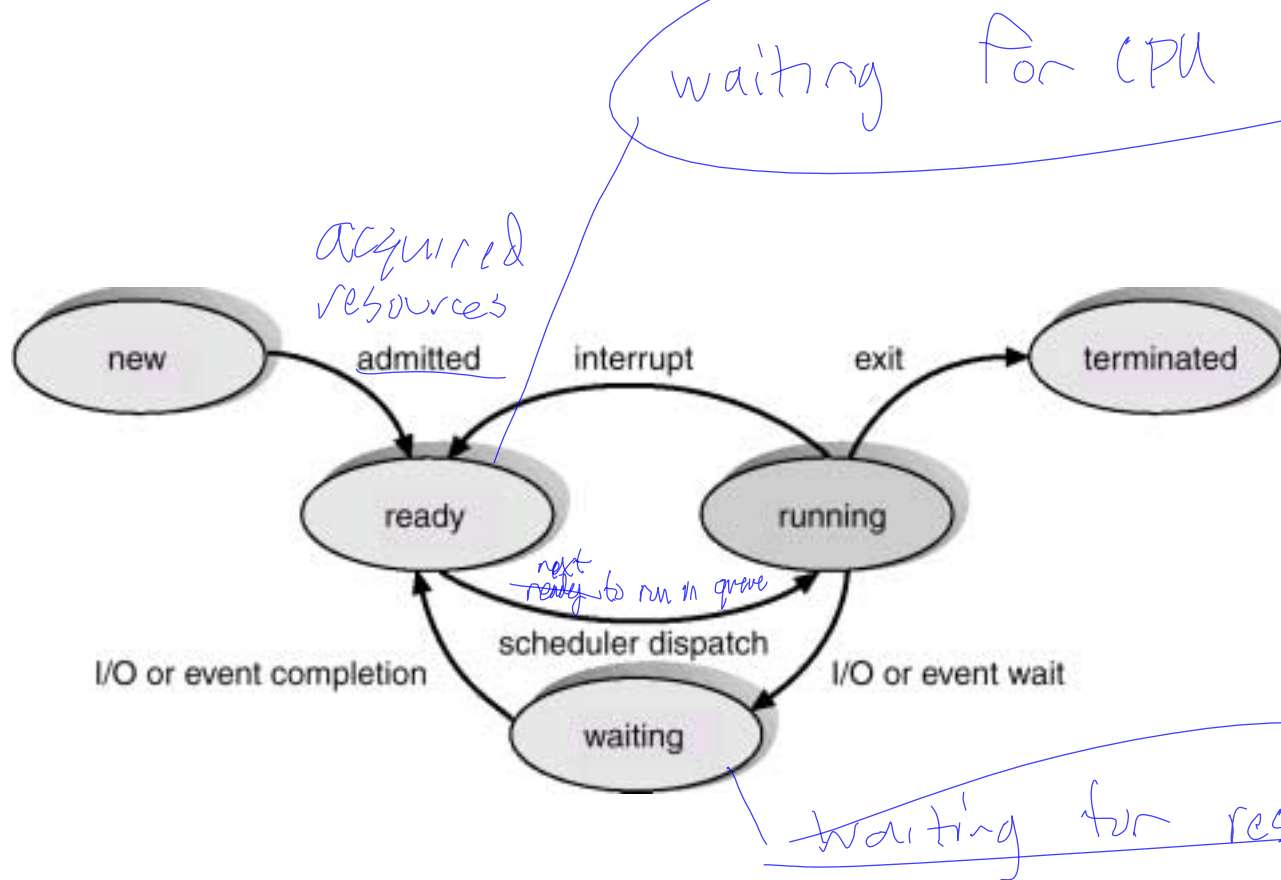 waiting for CPU
acquired
resources
new
admitted
interrupt
exit
terminated
ready
running
next
ready to run in queue
scheduler dispatch
I/O or event completion
I/O or event wait
waiting
waiting for res